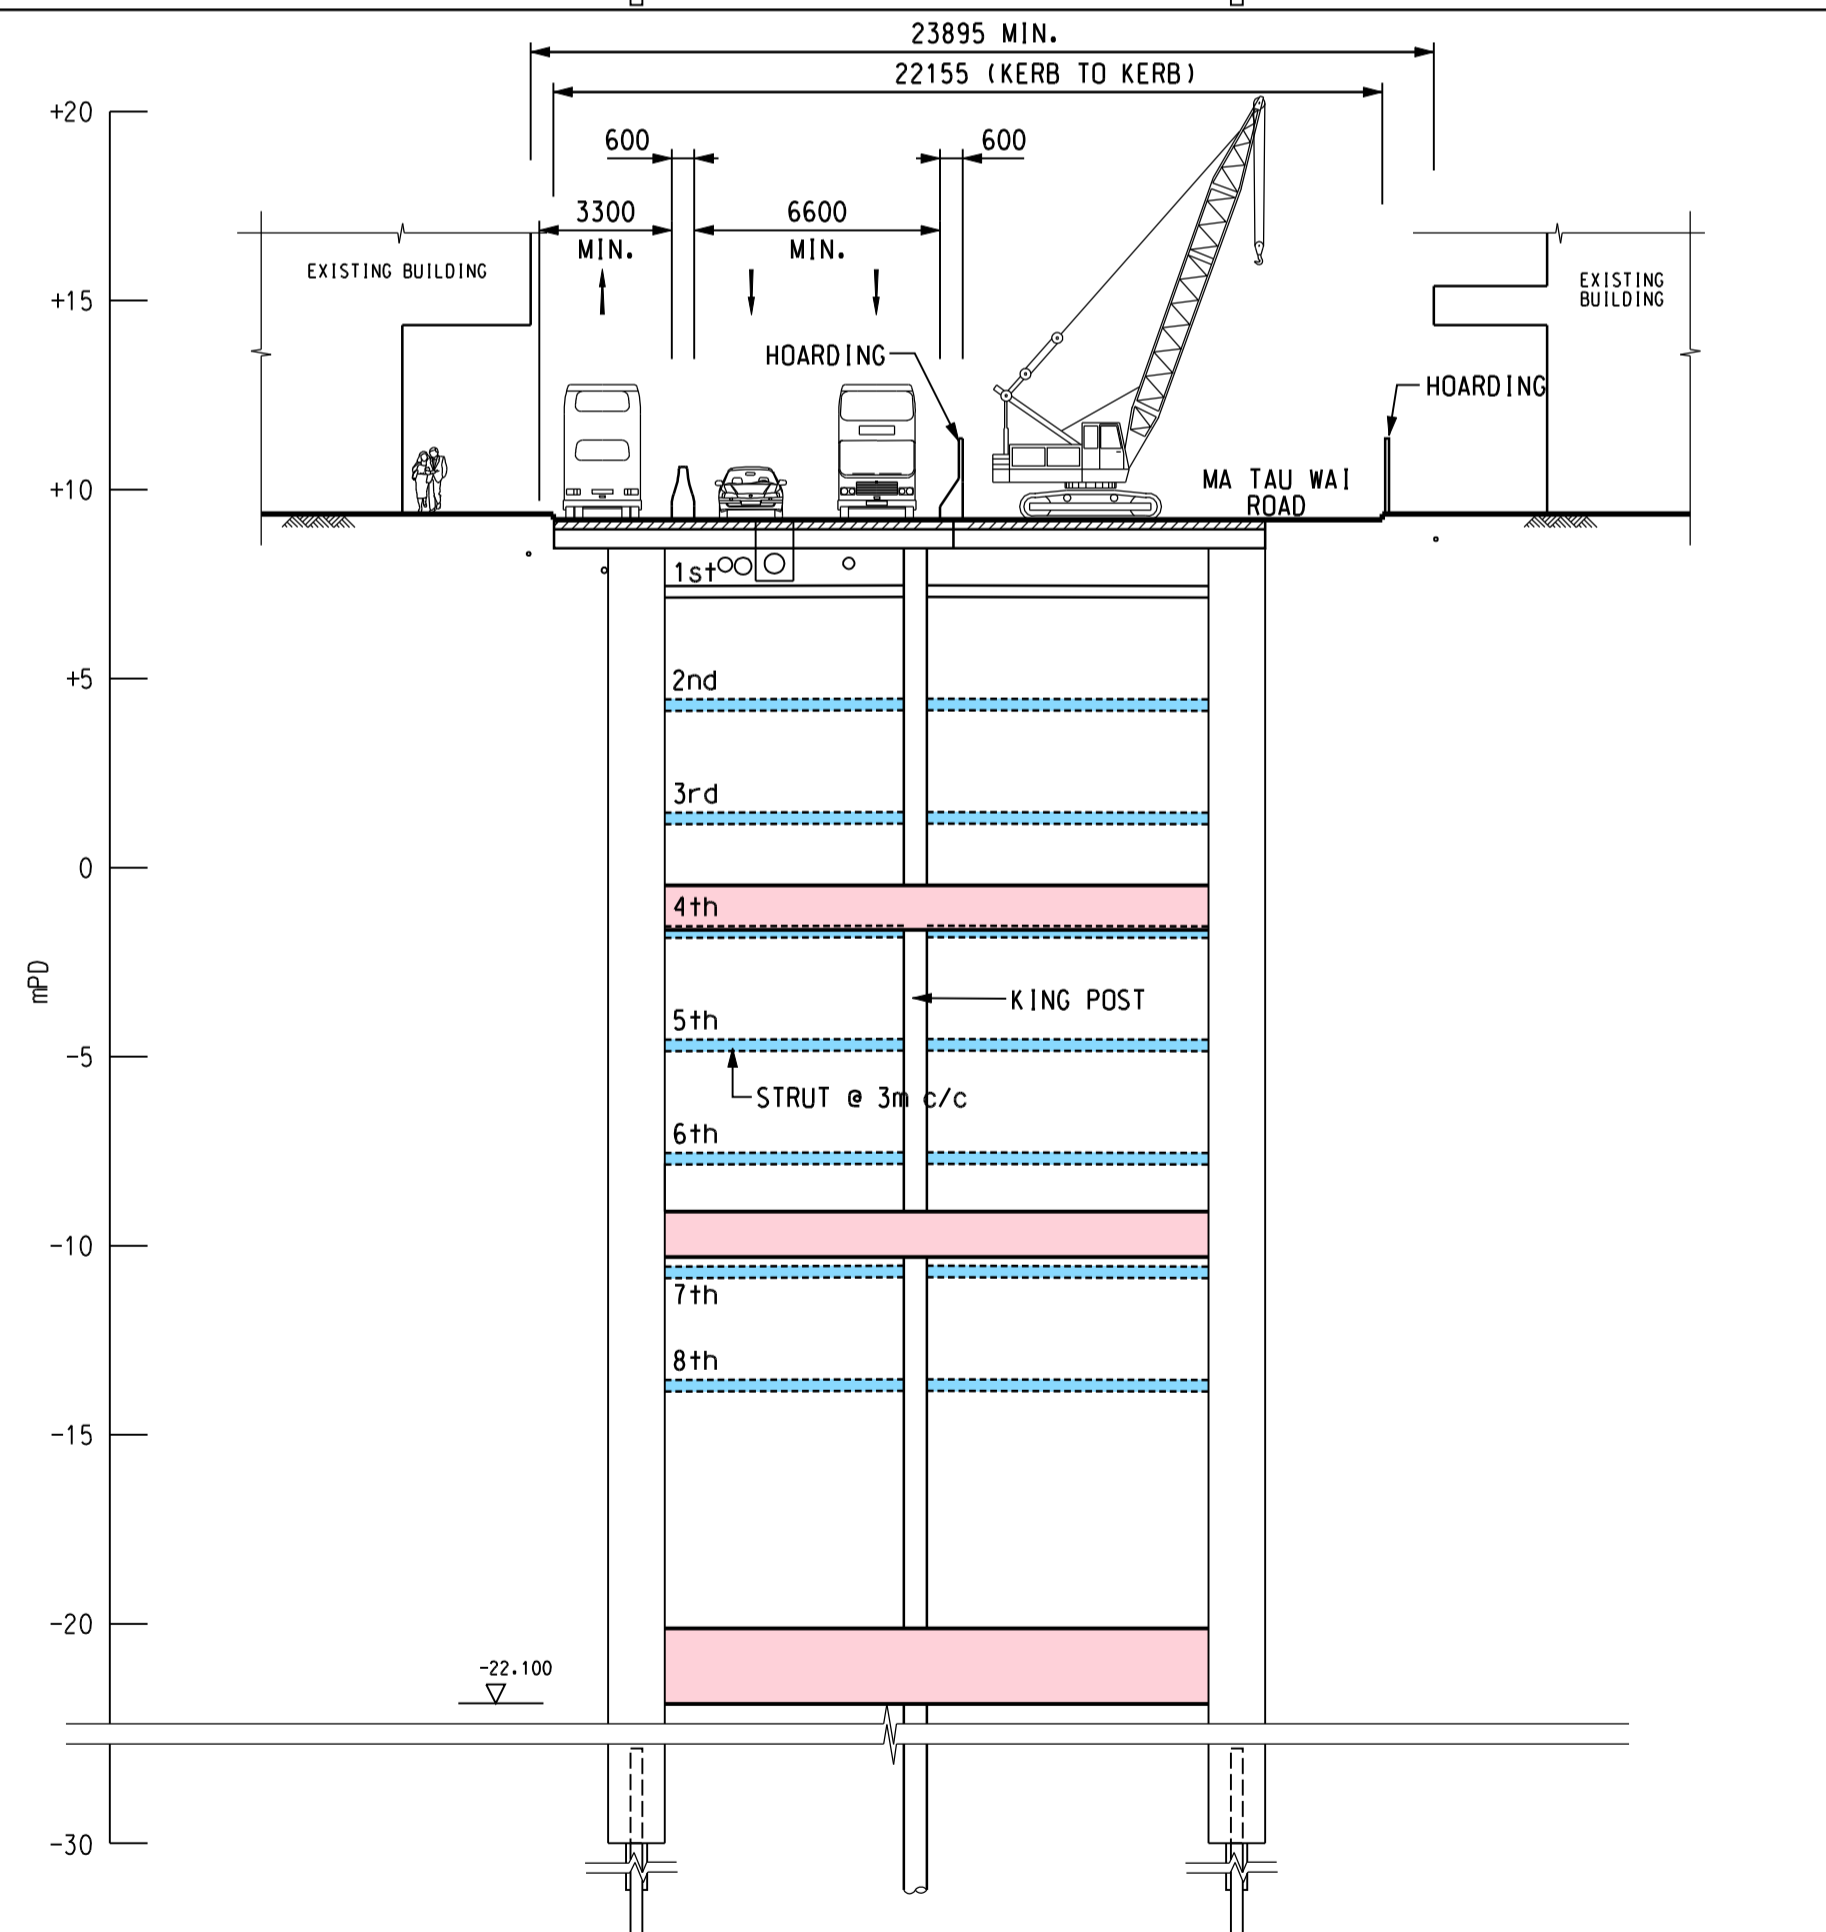 23895 MIN.
22155 (KERB TO KERB)
+20
600
600
3300
MIN.
6600
MIN.
EXISTING BUILDING
EXISTING
BUILDING
+15
HOARDING
HOARDING
+10
MA TAU WAI
ROAD
1st
+5
2nd
3rd
0
4th
mPD
KING POST
5th
-5
STRUT @ 3m c/c
6th
-10
7th
8th
-15
-20
-22.100
-30